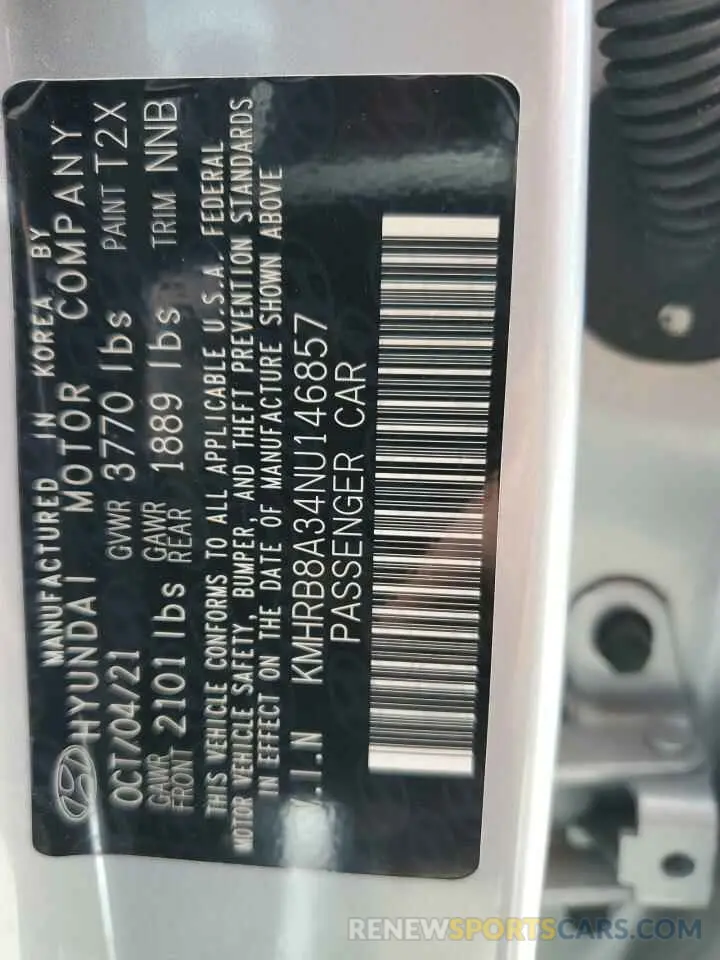 MANUFACTURED IN KOREA BY
HYUNDAI MOTOR COMPANY
OCT/04/21 GVWR 3770 lbs PAINT T2X
GAWR FRONT 2101 lbs GAWR REAR 1889 lbs TRIM NNB
THIS VEHICLE CONFORMS TO ALL APPLICABLE U.S.A. FEDERAL
MOTOR VEHICLE SAFETY, BUMPER, AND THEFT PREVENTION STANDARDS
IN EFFECT ON THE DATE OF MANUFACTURE SHOWN ABOVE
V.I.N KMHRB8A34NU146857
PASSENGER CAR
RENEWSPORTSCARS.COM